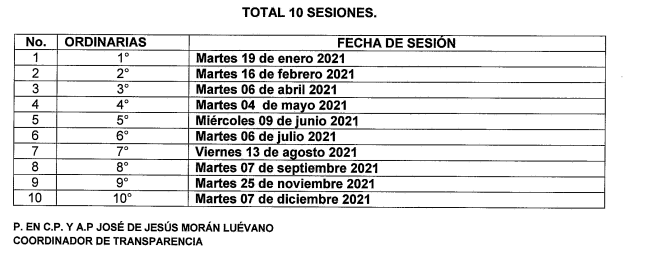 TOTAL 10 SESIONES.
No. ORDINARIAS FECHA DE SESIÓN
1 1° Martes 19 de enero 2021
2 2° Martes 16 de febrero 2021
3 3° Martes 06 de abril 2021
4 4° Martes 04 de mayo 2021
5 5° Miércoles 09 de junio 2021
6 6° Martes 06 de julio 2021
7 7° Viernes 13 de agosto 2021
8 8° Martes 07 de septiembre 2021
9 9° Martes 25 de noviembre 2021
10 10° Martes 07 de diciembre 2021
P. EN C.P. Y A.P JOSÉ DE JESÚS MORÁN LUÉVANO
COORDINADOR DE TRANSPARENCIA